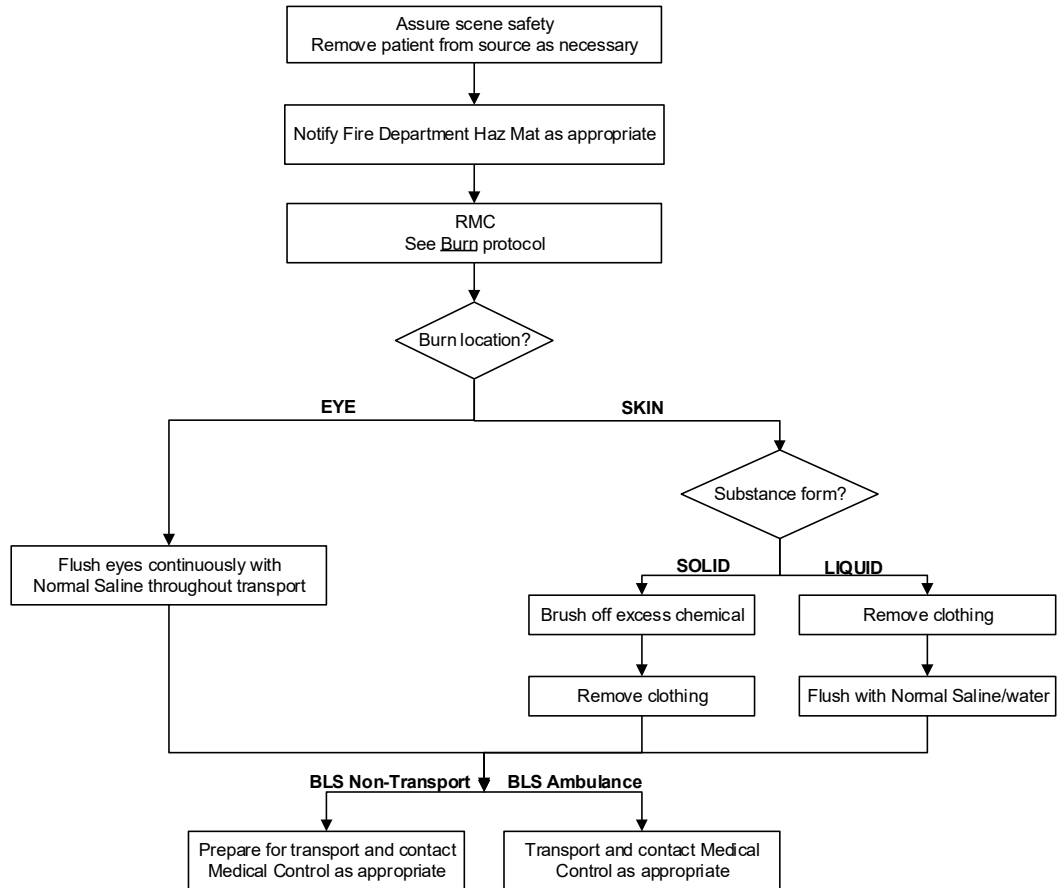 Assure scene safety
Remove patient from source as necessary
Notify Fire Department Haz Mat as appropriate
RMC
See Burn protocol
Burn location?
EYE
SKIN
Substance form?
Flush eyes continuously with
Normal Saline throughout transport
SOLID
LIQUID
Brush off excess chemical
Remove clothing
Remove clothing
Flush with Normal Saline/water
BLS Non-Transport
BLS Ambulance
Prepare for transport and contact
Medical Control as appropriate
Transport and contact Medical
Control as appropriate